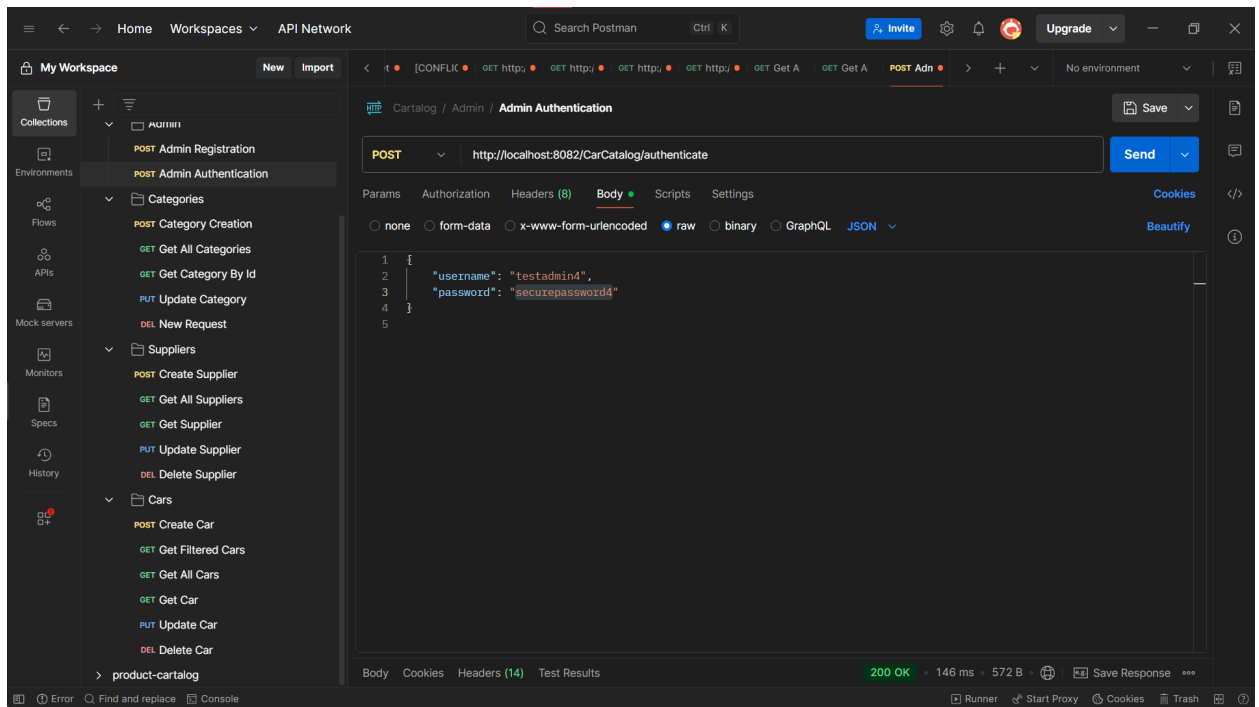 Home Workspaces API Network Search Postman Ctrl K Invite Upgrade
My Workspace New Import
[CONFLIC GET http:/ GET http:/ GET http:/ GET http:/ GET Get A GET Get A POST Adn No environment
Collections
Environments
Flows
APIs
Mock servers
Monitors
Specs
History
Admin
POST Admin Registration
POST Admin Authentication
Categories
POST Category Creation
GET Get All Categories
GET Get Category By Id
PUT Update Category
DEL New Request
Suppliers
POST Create Supplier
GET Get All Suppliers
GET Get Supplier
PUT Update Supplier
DEL Delete Supplier
Cars
POST Create Car
GET Get Filtered Cars
GET Get All Cars
GET Get Car
PUT Update Car
DEL Delete Car
product-cartalog
HTTP Cartalog / Admin / Admin Authentication Save
POST http://localhost:8082/CarCatalog/authenticate Send
Params Authorization Headers (8) Body Scripts Settings Cookies
none form-data x-www-form-urlencoded raw binary GraphQL JSON Beautify
1 {
2 "username": "testadmin4",
3 "password": "securepassword4"
4 }
5
Body Cookies Headers (14) Test Results 200 OK 146 ms 572 B Save Response
Error Find and replace Console Runner Start Proxy Cookies Trash